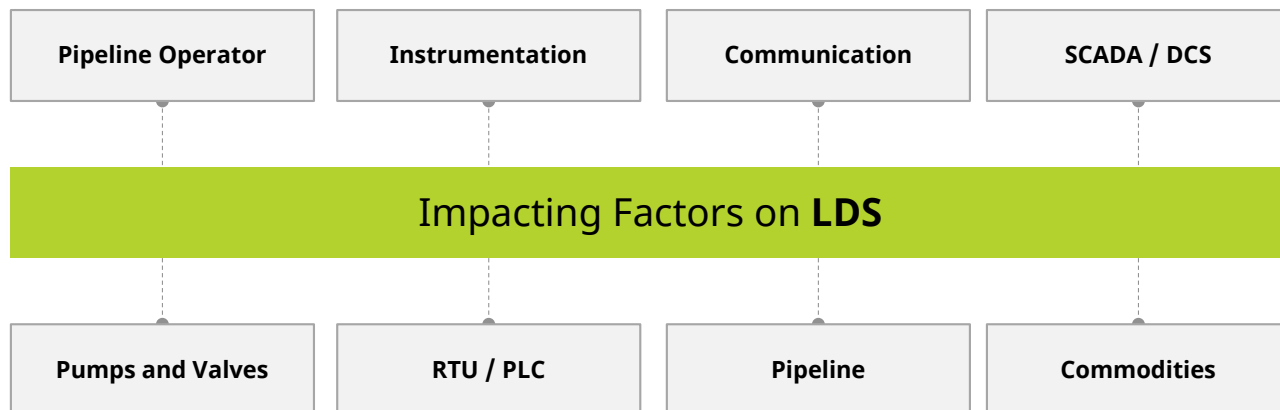 Pipeline Operator
Instrumentation
Communication
SCADA / DCS
Impacting Factors on LDS
Pumps and Valves
RTU / PLC
Pipeline
Commodities